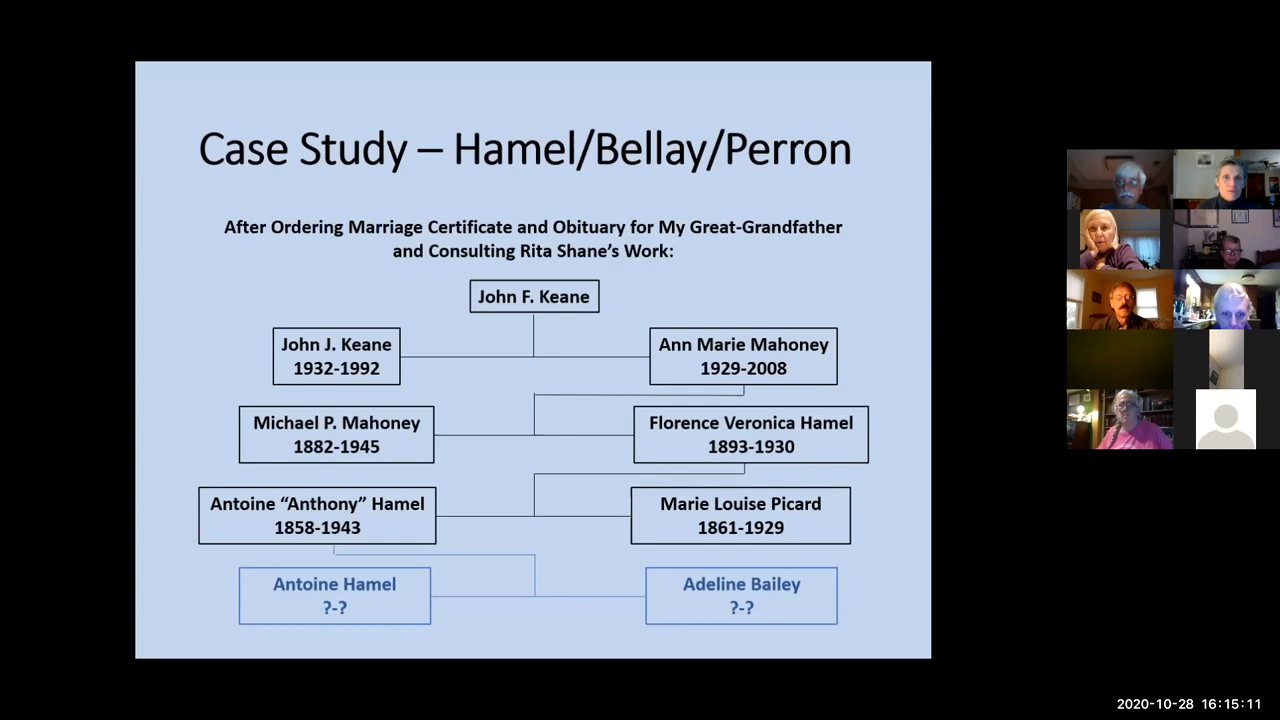 Case Study – Hamel/Bellay/Perron
After Ordering Marriage Certificate and Obituary for My Great-Grandfather
and Consulting Rita Shane’s Work:
John F. Keane
John J. Keane
1932-1992
Ann Marie Mahoney
1929-2008
Michael P. Mahoney
1882-1945
Florence Veronica Hamel
1893-1930
Antoine “Anthony” Hamel
1858-1943
Marie Louise Picard
1861-1929
Antoine Hamel
?-?
Adeline Bailey
?-?
2020-10-28 16:15:11